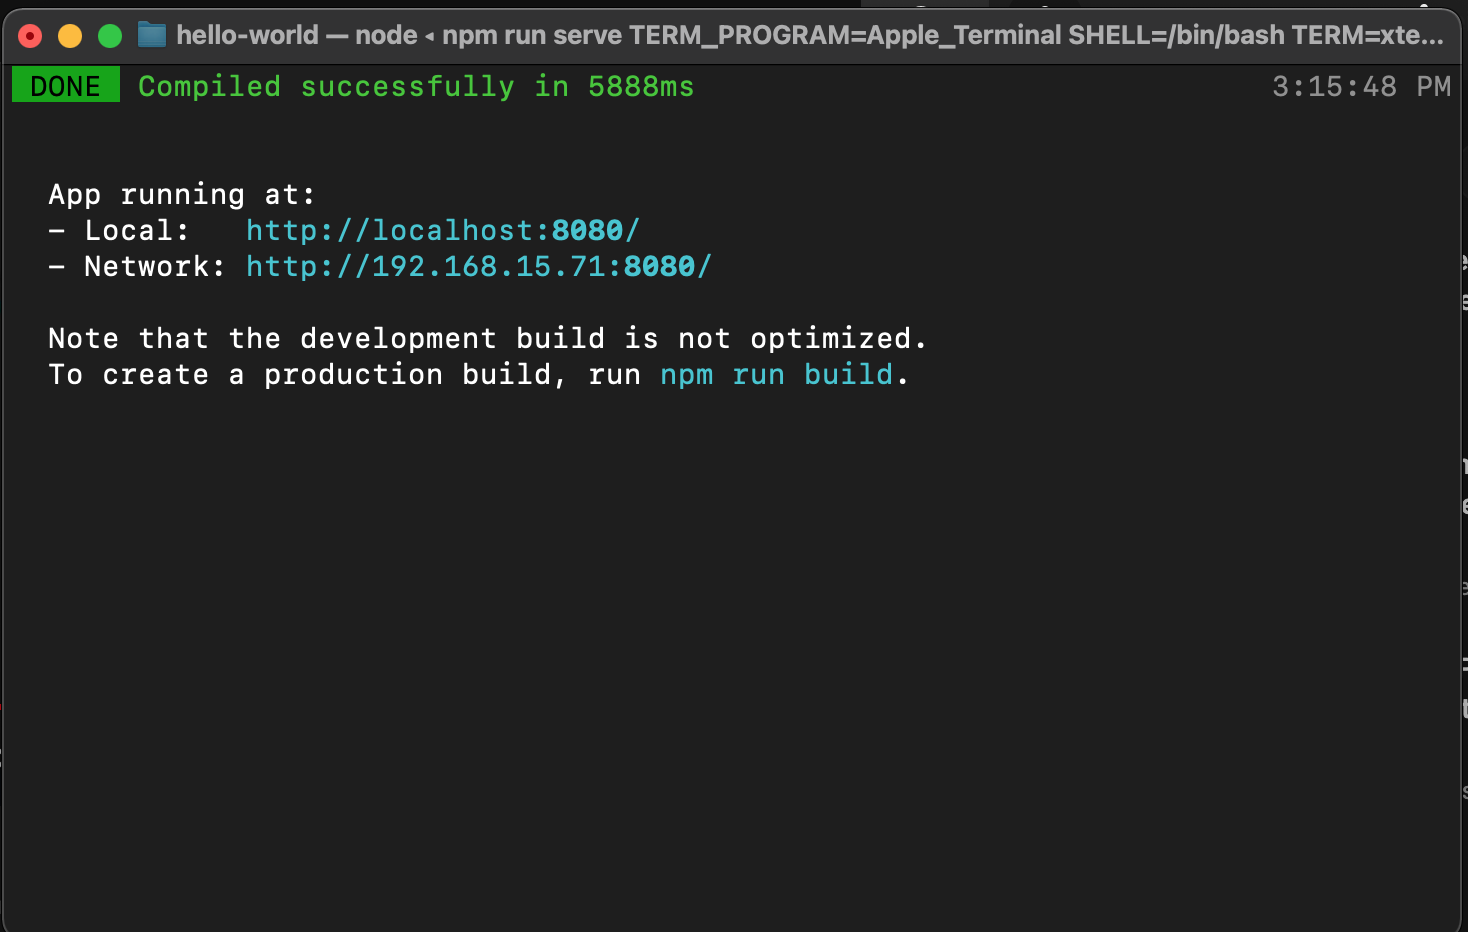 hello-world — node ◂ npm run serve TERM_PROGRAM=Apple_Terminal SHELL=/bin/bash TERM=xte...
DONE Compiled successfully in 5888ms 3:15:48 PM
App running at:
- Local: http://localhost:8080/
- Network: http://192.168.15.71:8080/
Note that the development build is not optimized.
To create a production build, run npm run build.